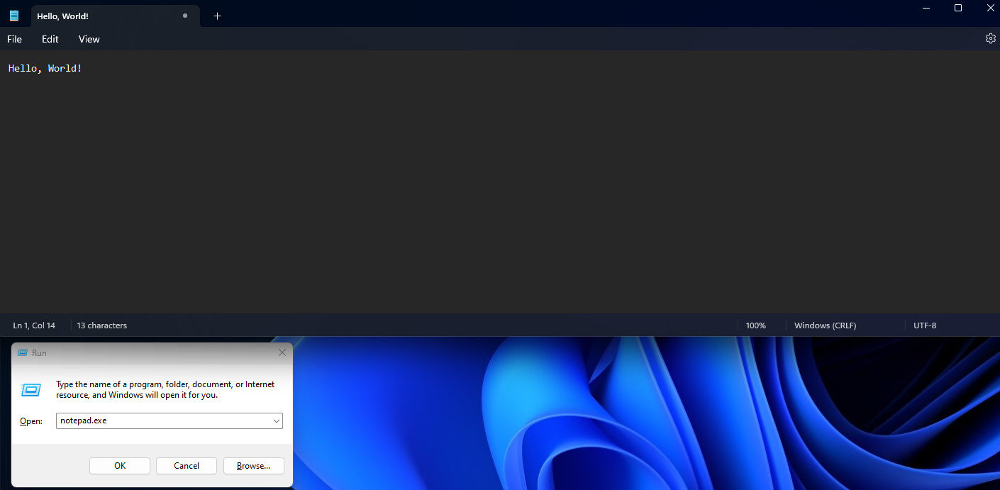 Hello, World!
File Edit View
Hello, World!
Ln 1, Col 14 13 characters 100% Windows (CRLF) UTF-8
Run
Type the name of a program, folder, document, or Internet
resource, and Windows will open it for you.
Open: notepad.exe
OK Cancel Browse...